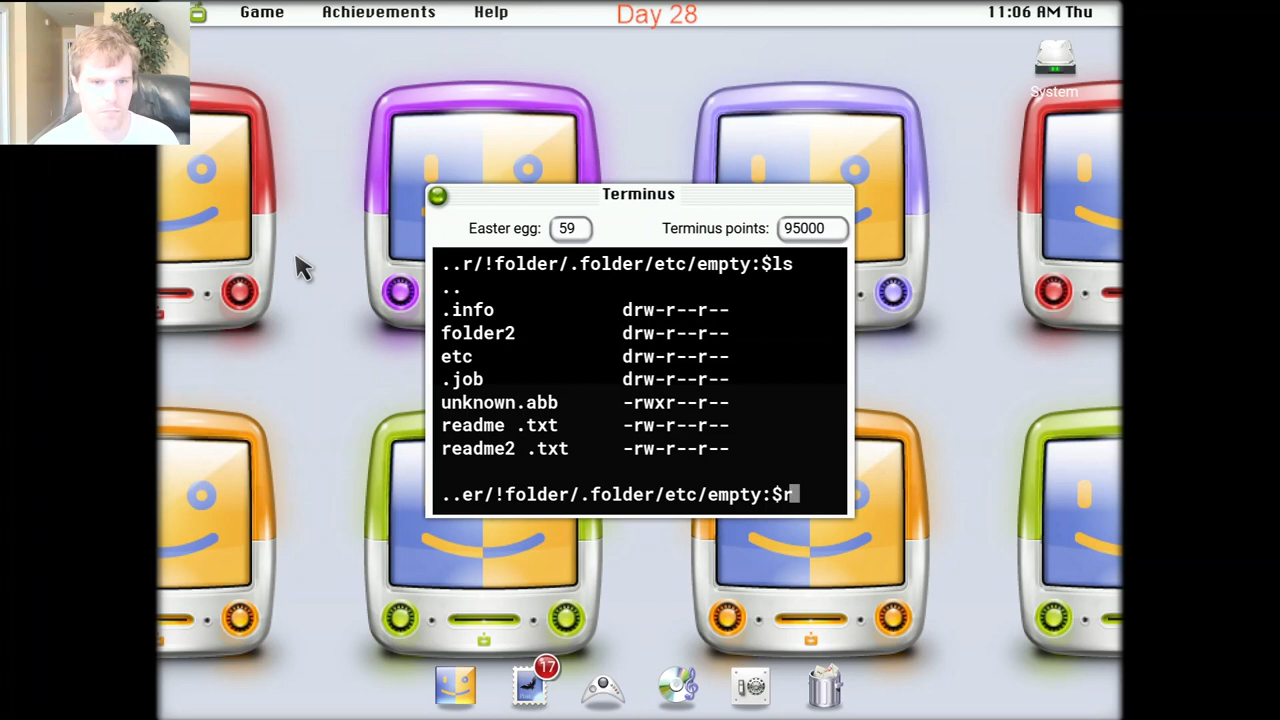 Game Achievements Help Day 28 11:06 AM Thu
System
Terminus
Easter egg: 59 Terminus points: 95000
..r/!folder/.folder/etc/empty:$ls
..
.info drw-r--r--
folder2 drw-r--r--
etc drw-r--r--
.job drw-r--r--
unknown.abb -rwxr--r--
readme .txt -rw-r--r--
readme2 .txt -rw-r--r--
..er/!folder/.folder/etc/empty:$r
17